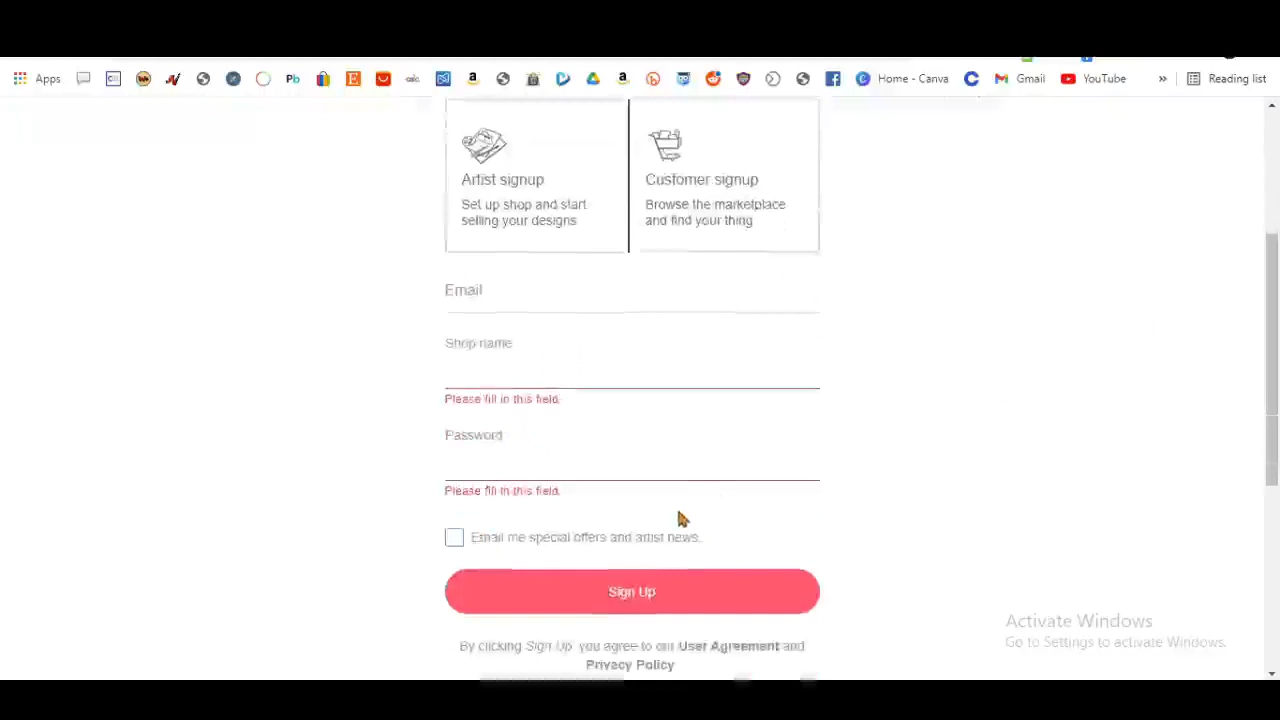 Apps
Pb
Home - Canva
Gmail
YouTube
»
Reading list
Artist signup
Set up shop and start
selling your designs
Customer signup
Browse the marketplace
and find your thing
Email
Shop name
Please fill in this field.
Password
Please fill in this field.
Email me special offers and artist news.
Sign Up
By clicking Sign Up you agree to our User Agreement and
Privacy Policy
Activate Windows
Go to Settings to activate Windows.